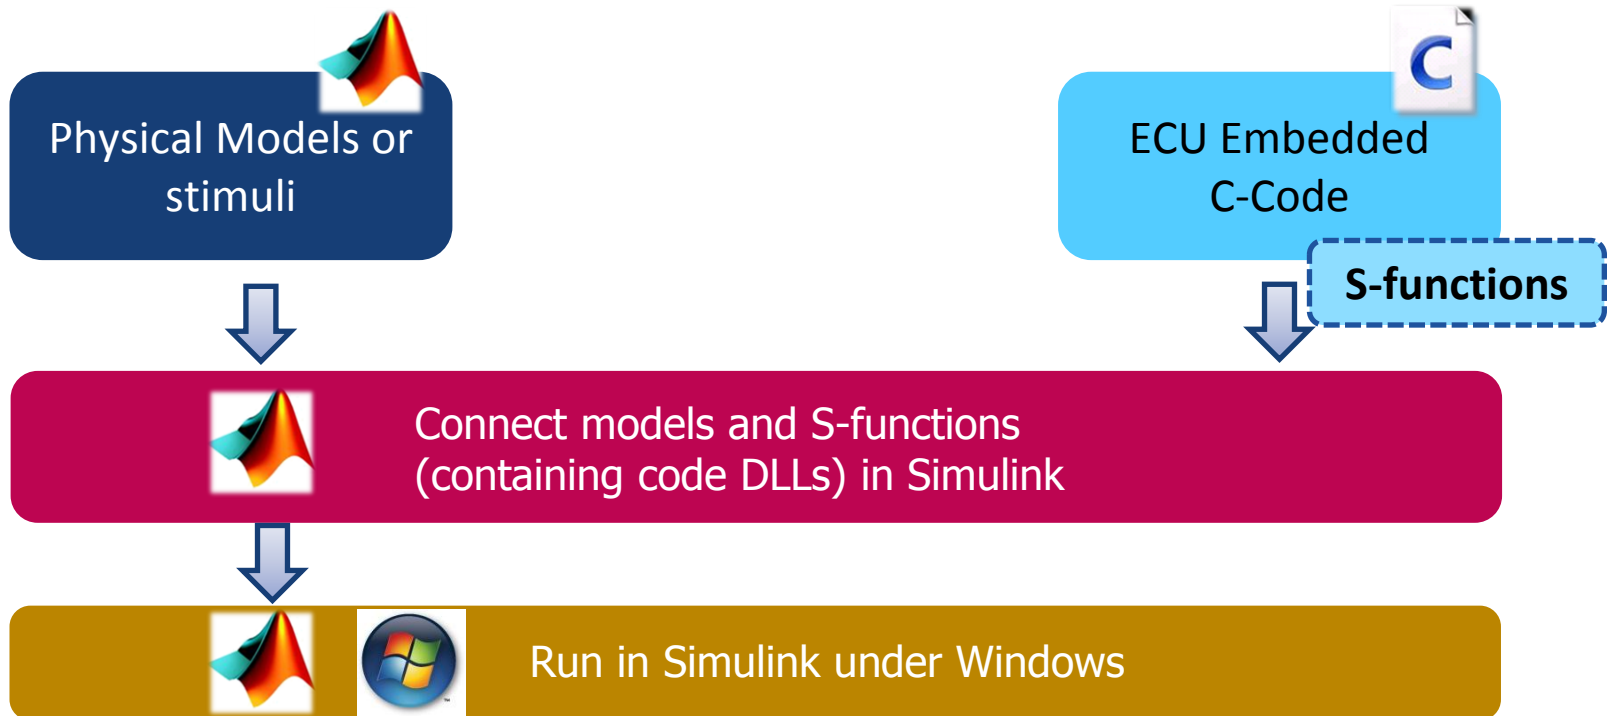 Physical Models or
stimuli
C
ECU Embedded
C-Code
S-functions
Connect models and S-functions
(containing code DLLs) in Simulink
Run in Simulink under Windows